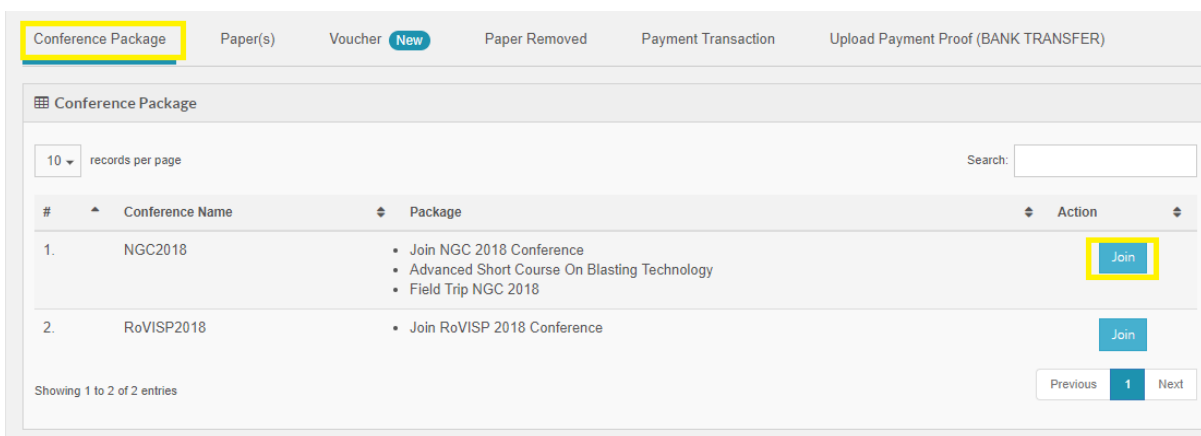 Conference Package Paper(s) Voucher New Paper Removed Payment Transaction Upload Payment Proof (BANK TRANSFER)
Conference Package
10 records per page Search:
# Conference Name Package Action
1. NGC2018 • Join NGC 2018 Conference Join
• Advanced Short Course On Blasting Technology
• Field Trip NGC 2018
2. RoVISP2018 • Join RoVISP 2018 Conference Join
Showing 1 to 2 of 2 entries Previous 1 Next